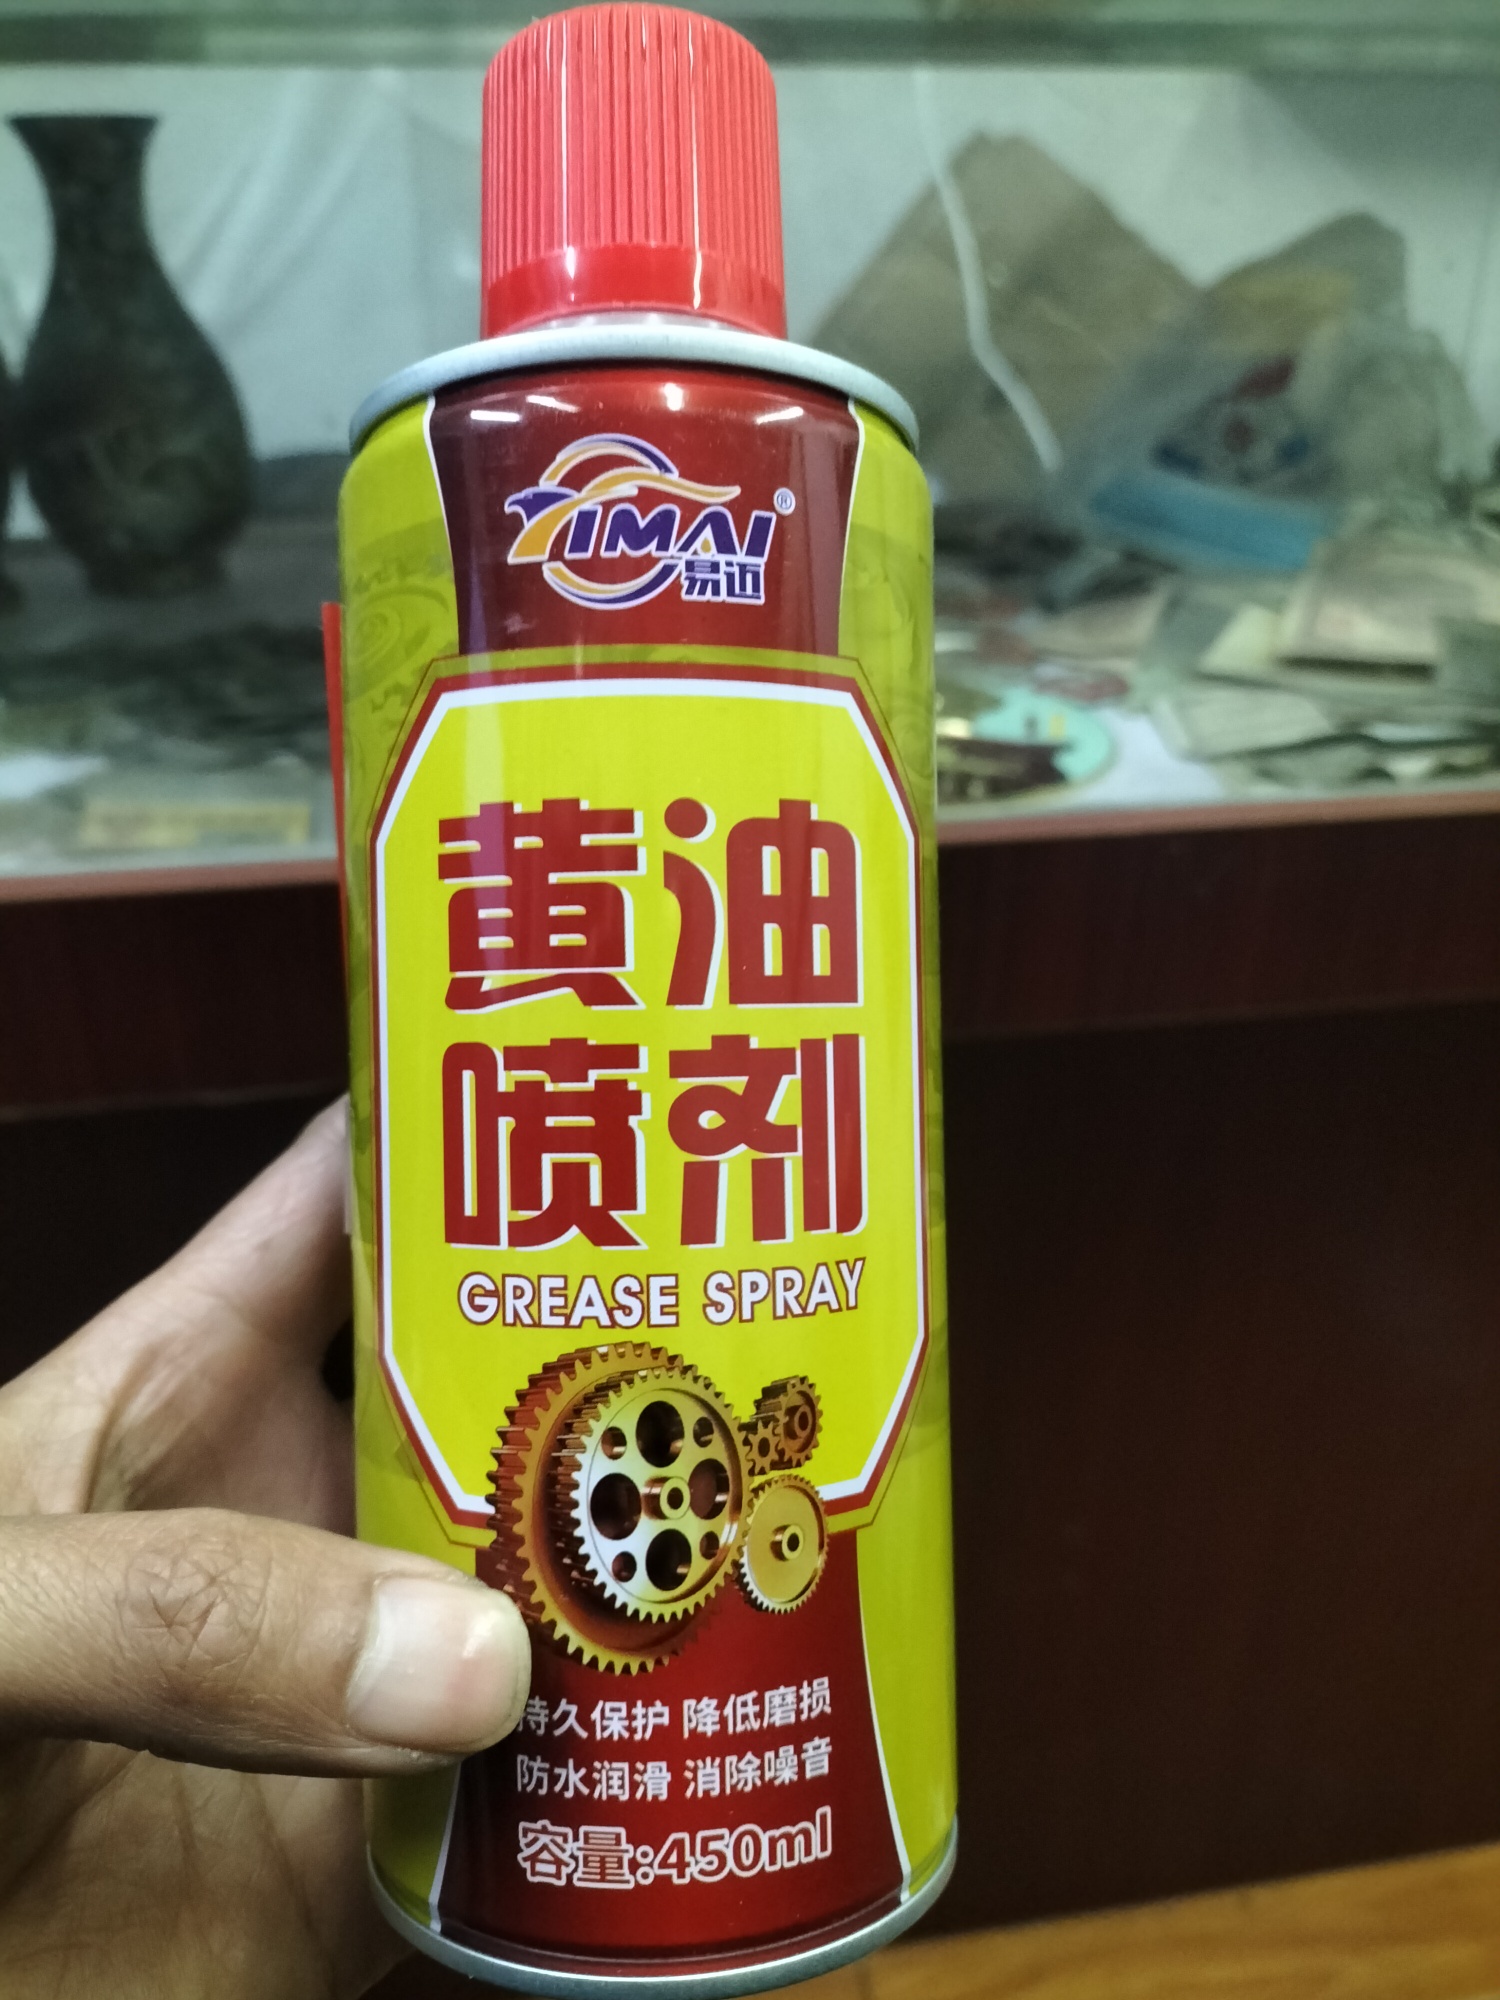 YIMAI®
易迈
黄油
喷剂
GREASE SPRAY
持久保护 降低磨损
防水润滑 消除噪音
容量:450ml